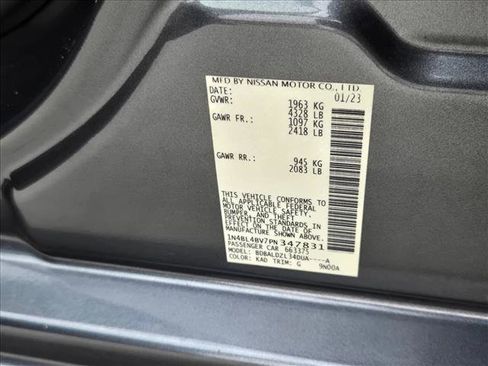 MFD BY NISSAN MOTOR CO., LTD.
DATE: 01/23
GVWR: 1963 KG
4328 LB
GAWR FR.: 1097 KG
2418 LB
GAWR RR.: 945 KG
2083 LB
THIS VEHICLE CONFORMS TO
ALL APPLICABLE FEDERAL
MOTOR VEHICLE SAFETY,
BUMPER, AND THEFT
PREVENTION STANDARDS IN
EFFECT ON THE DATE OF
MANUFACTURE SHOWN ABOVE.
1N4BL4BV7PN347831
PASSENGER CAR 663375
MODEL: BDBALDZL34DUA----A
COLOR: KAD TRIM: G 9N00A